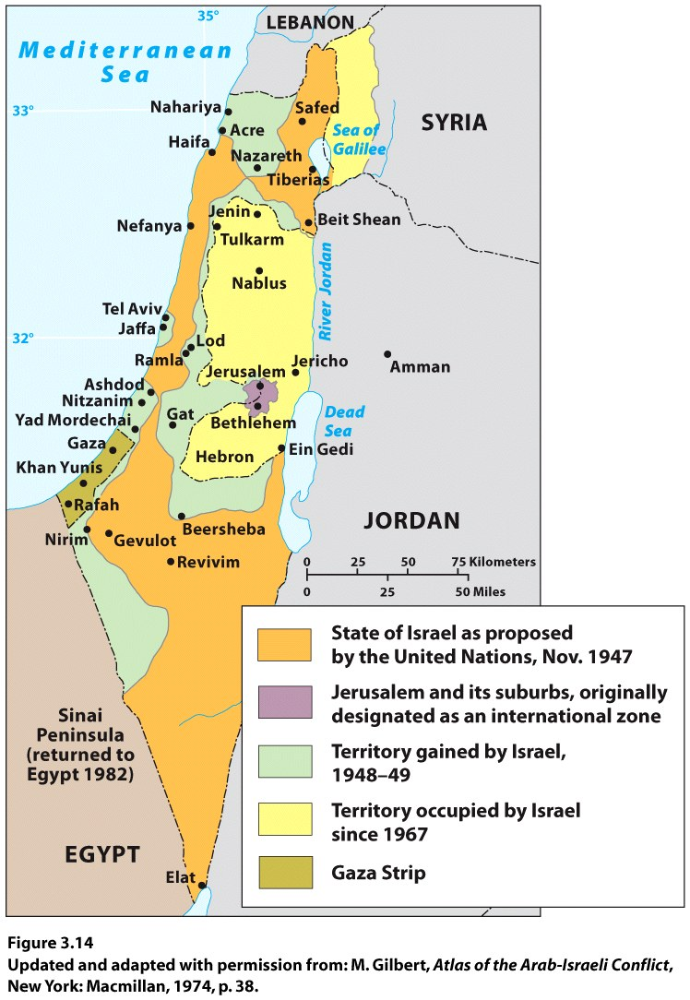 35°
LEBANON
Mediterranean
Sea
33°
Nahariya
Safed
Acre
Sea of
Galilee
SYRIA
Haifa
Nazareth
Tiberias
Jenin
Beit Shean
Nefanya
Tulkarm
River Jordan
Nablus
Tel Aviv
Jaffa
32°
Lod
Ramla
Jericho
Jerusalem
Amman
Ashdod
Nitzanim
Gat
Yad Mordechai
Bethlehem
Dead
Sea
Gaza
Hebron
Ein Gedi
Khan Yunis
Rafah
JORDAN
Nirim
Gevulot
Beersheba
Revivim
0 25 50 75 Kilometers
0 25 50 Miles
State of Israel as proposed
by the United Nations, Nov. 1947
Jerusalem and its suburbs, originally
designated as an international zone
Territory gained by Israel,
1948–49
Territory occupied by Israel
since 1967
Gaza Strip
Sinai
Peninsula
(returned to
Egypt 1982)
EGYPT
Elat
Figure 3.14
Updated and adapted with permission from: M. Gilbert, Atlas of the Arab-Israeli Conflict,
New York: Macmillan, 1974, p. 38.